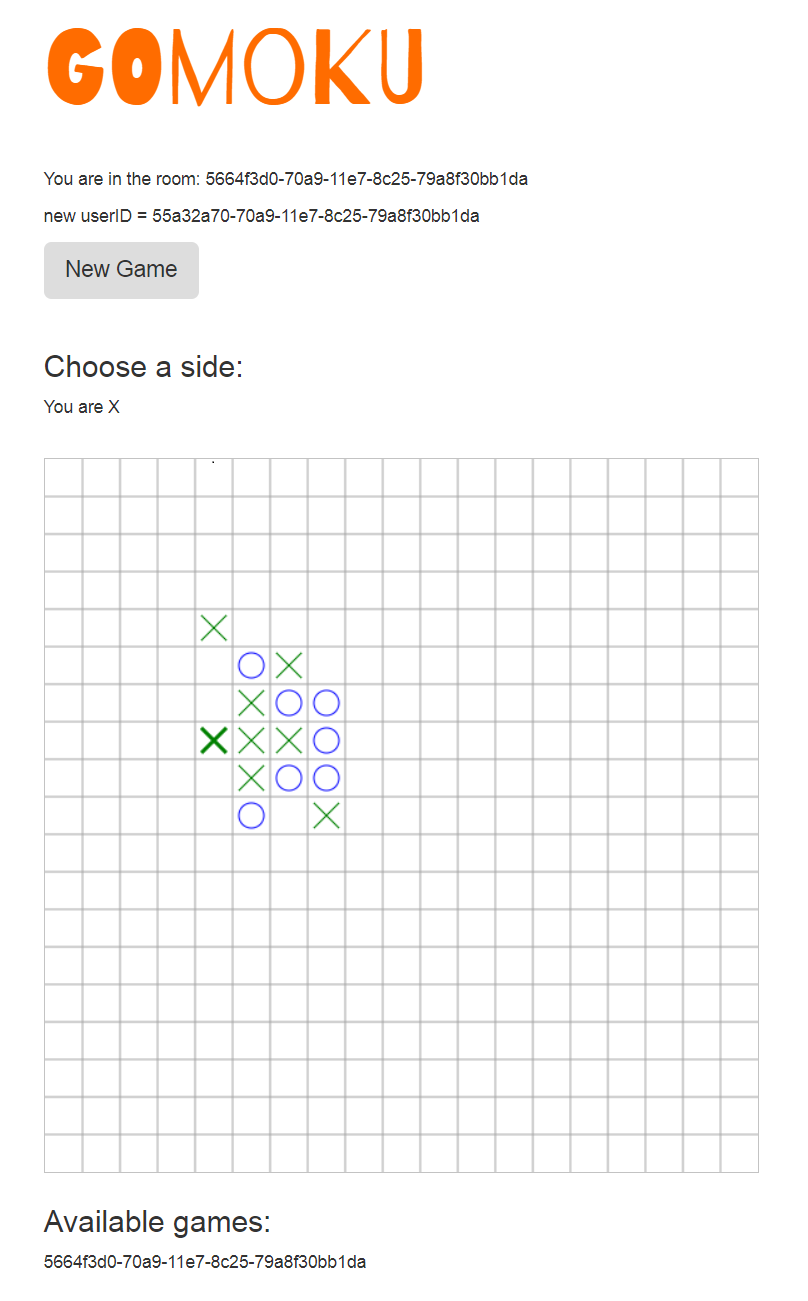 GOMOKU
You are in the room: 5664f3d0-70a9-11e7-8c25-79a8f30bb1da
new userID = 55a32a70-70a9-11e7-8c25-79a8f30bb1da
New Game
Choose a side:
You are X
Available games:
5664f3d0-70a9-11e7-8c25-79a8f30bb1da